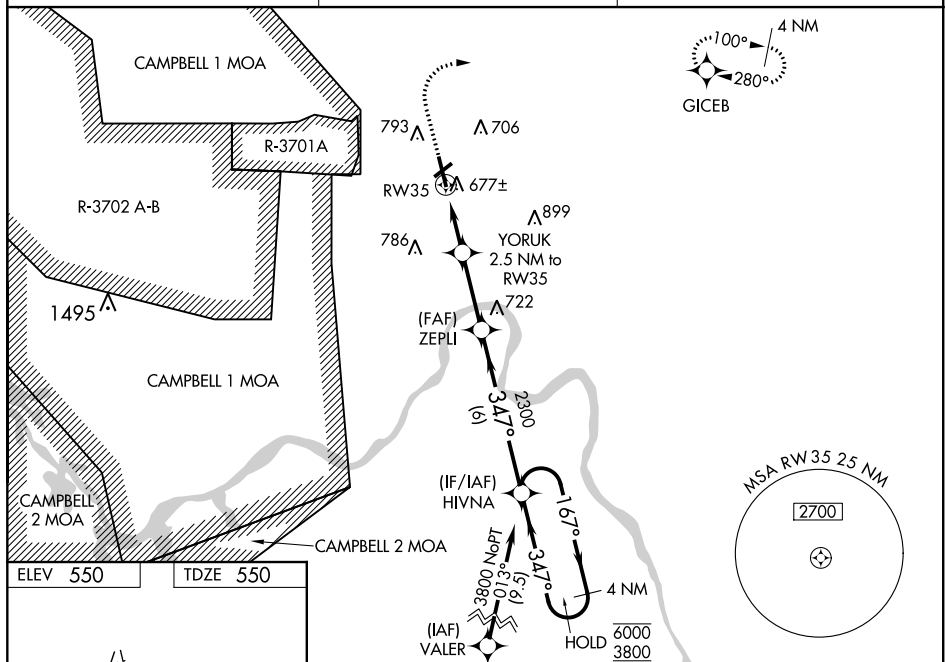 CAMPBELL 1 MOA
R-3701A
R-3702 A-B
1495
CAMPBELL 1 MOA
CAMPBELL
2 MOA
CAMPBELL 2 MOA
793
706
RW35
677±
899
786
YORUK
2.5 NM to
RW35
722
(FAF)
ZEPLI
2300
347°
(6)
(IF/IAF)
HIVNA
167°
347°
4 NM
3800 NoPT
013°
(9.5)
(IAF)
VALER
HOLD
6000
3800
100°
4 NM
280°
GICEB
MSA RW35 25 NM
2700
ELEV 550
TDZE 550